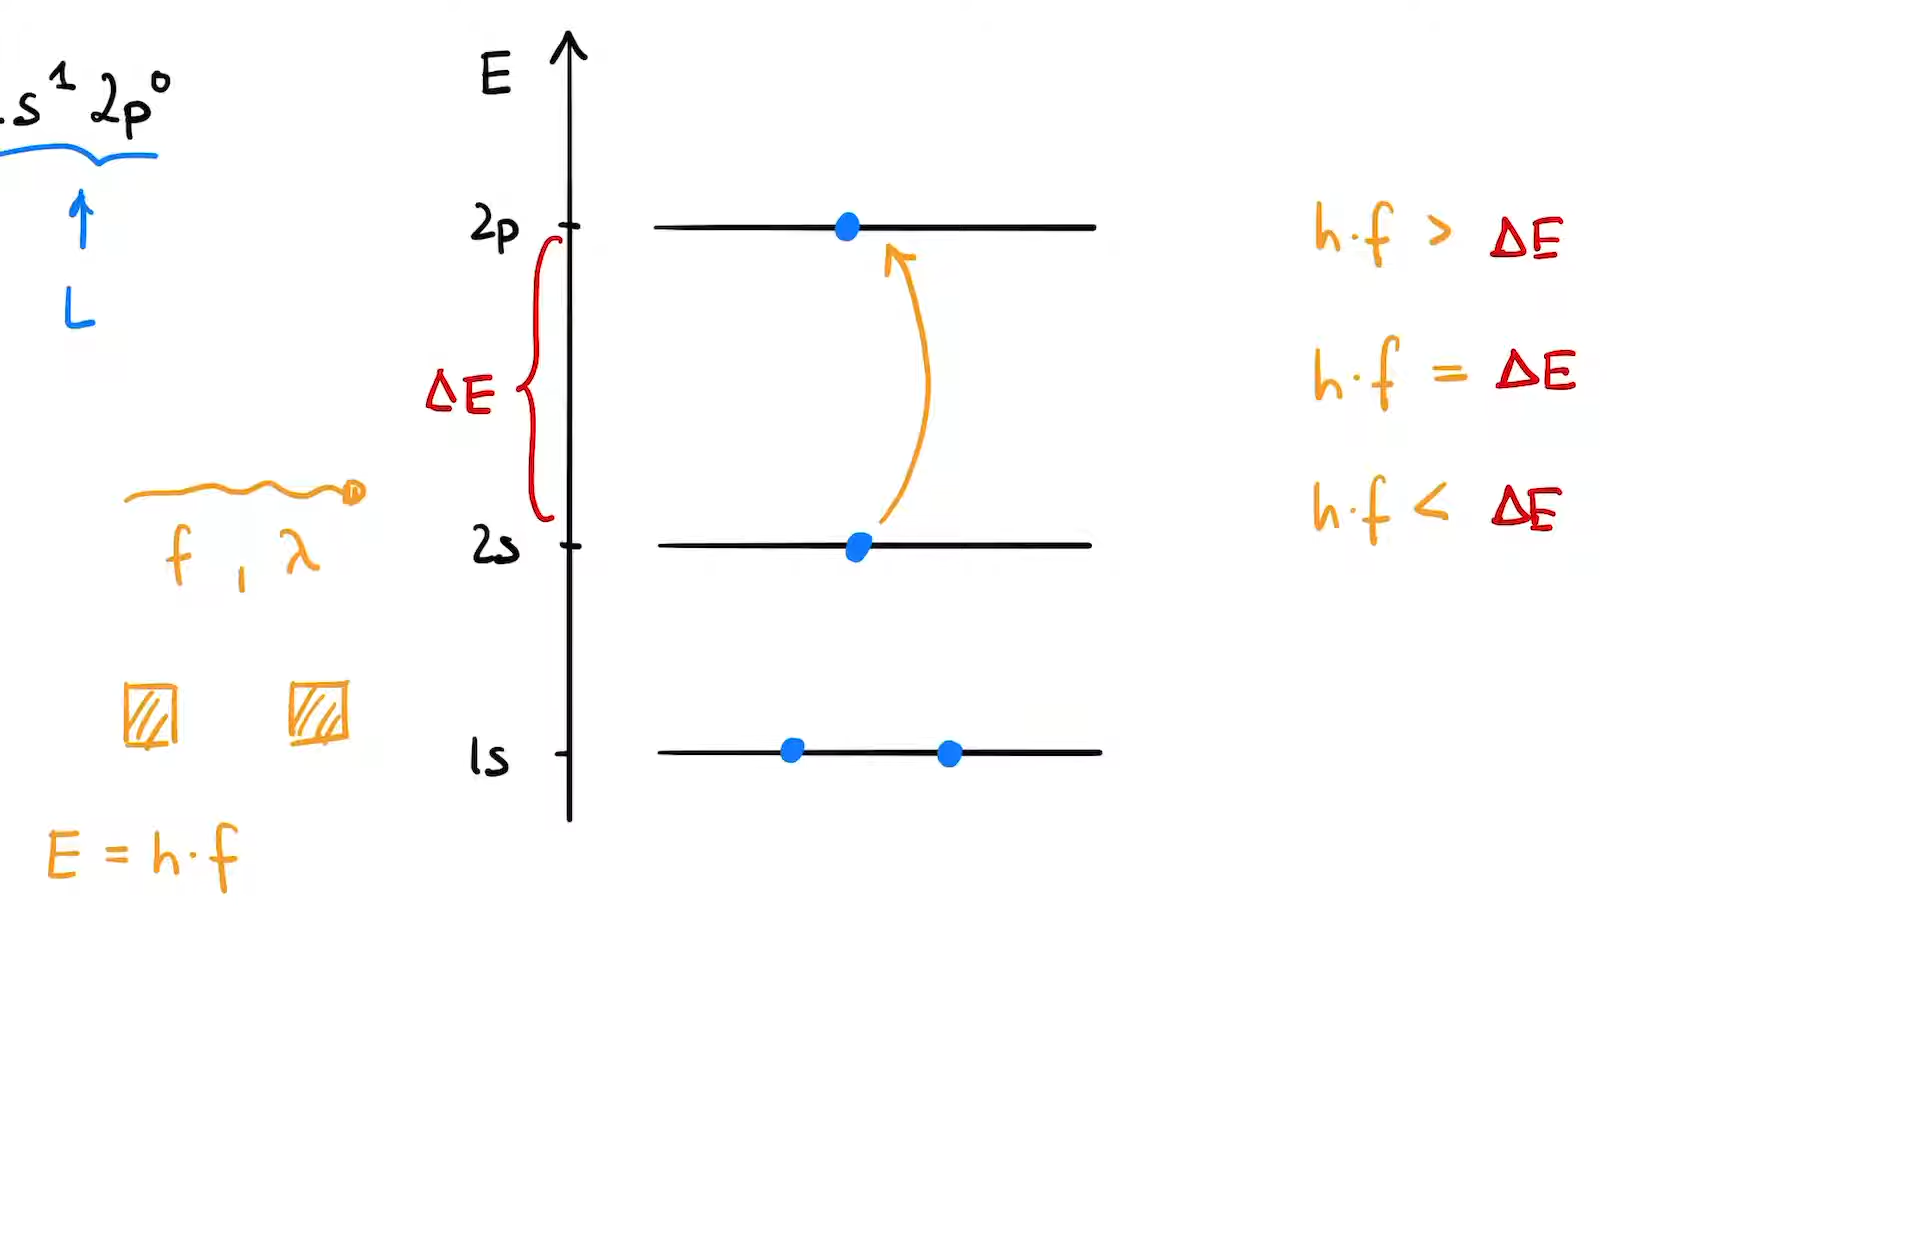 .s¹ 2p⁰
L
f , λ
E = h·f
E
2p
ΔE
2s
1s
h·f > ΔE
h·f = ΔE
h·f < ΔE